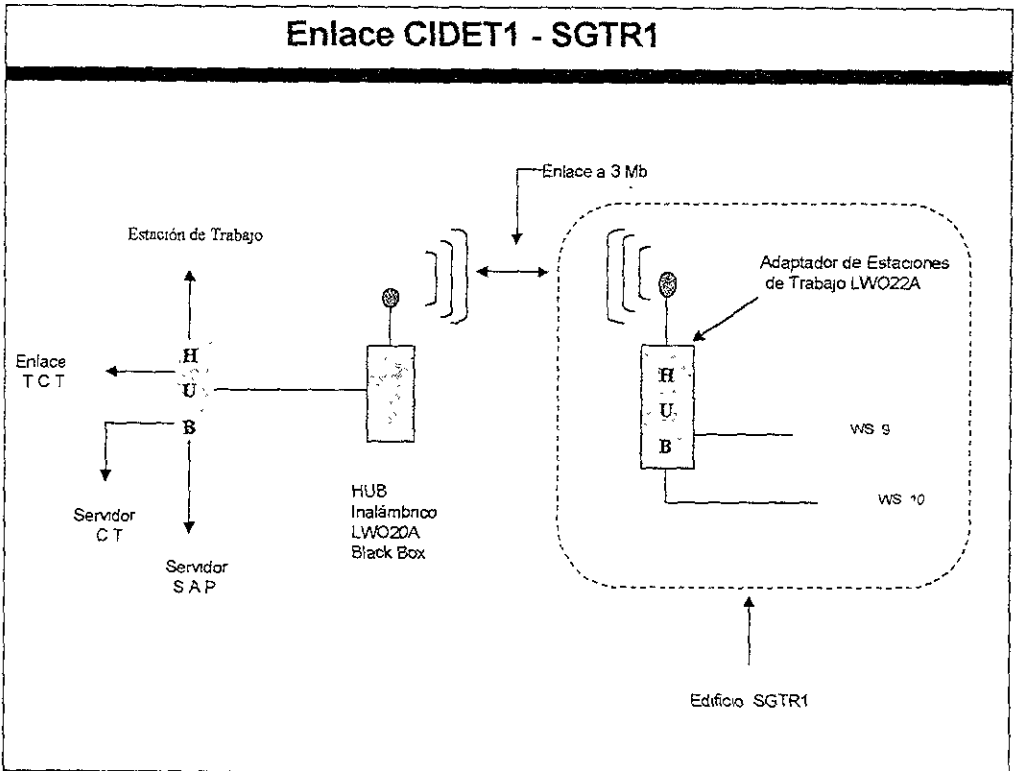 Enlace CIDET1 - SGTR1
Enlace a 3 Mb
Estación de Trabajo
Adaptador de Estaciones
de Trabajo LWO22A
Enlace
T C T
H
U
B
H
U
B
WS 9
WS 10
Servidor
C T
Servidor
S A P
HUB
Inalámbrico
LWO20A
Black Box
Edificio SGTR1